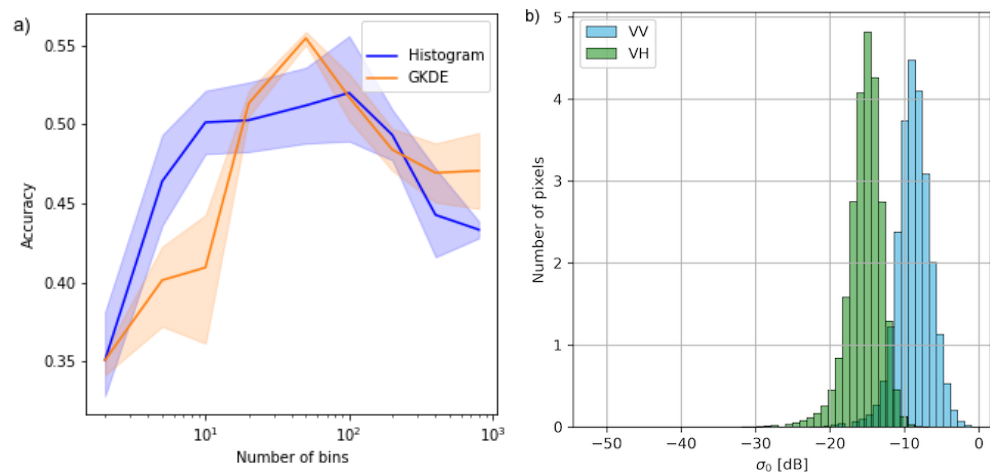 a)
Histogram
GKDE
0.55
0.50
0.45
0.40
0.35
Accuracy
10¹ 10² 10³
Number of bins
b)
VV
VH
5
4
3
2
1
0
Number of pixels
−50 −40 −30 −20 −10 0
σ₀ [dB]